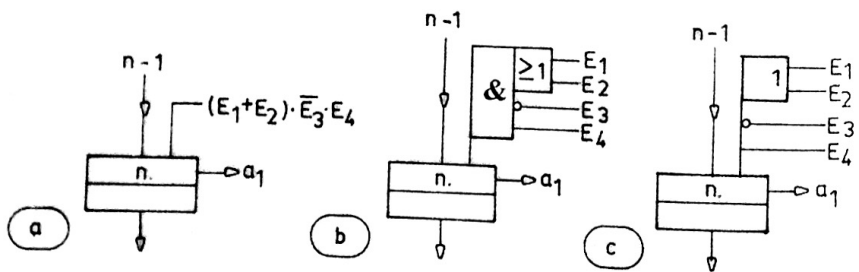 n-1
(E₁+E₂)·E̅₃·E₄
n.
a₁
a
n-1
≥1
&
E₁
E₂
E₃
E₄
n.
a₁
b
n-1
1
E₁
E₂
E₃
E₄
n.
a₁
c